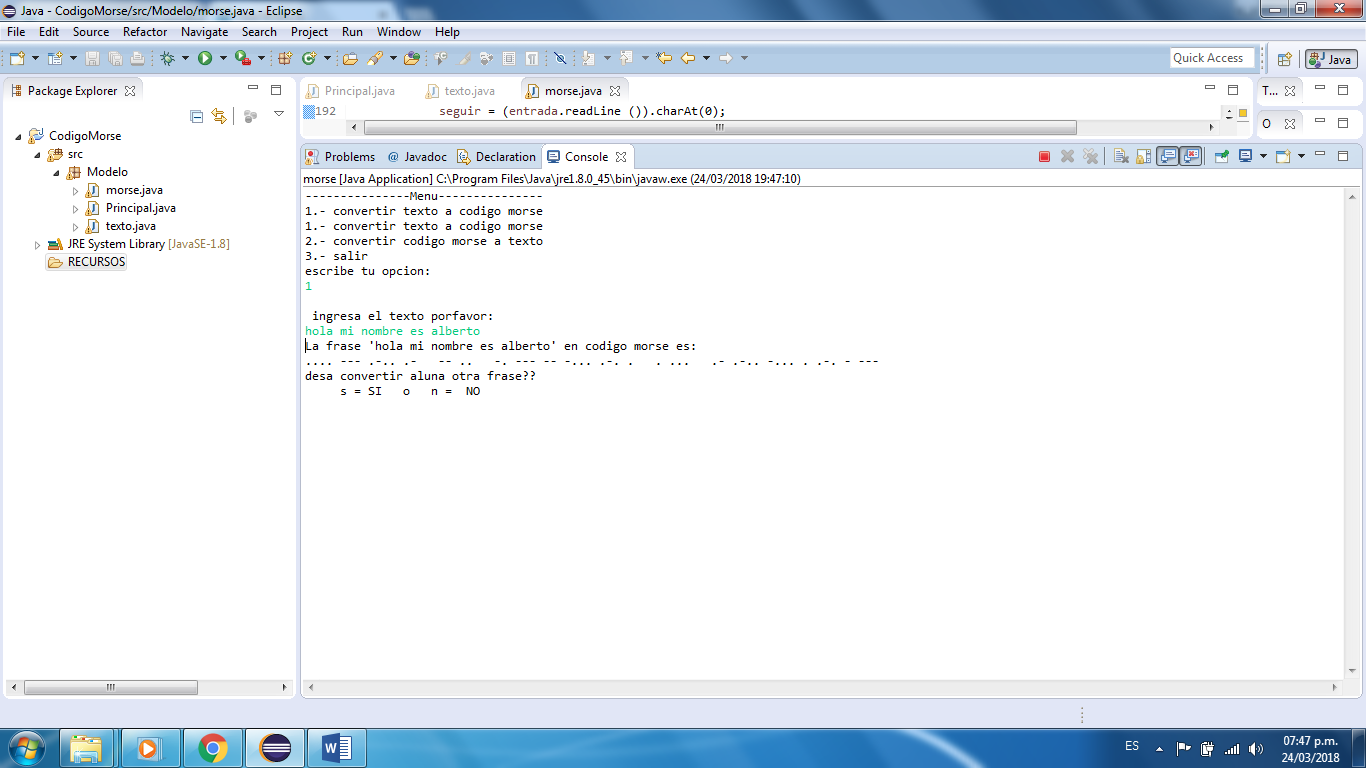 Java - CodigoMorse/src/Modelo/morse.java - Eclipse
File Edit Source Refactor Navigate Search Project Run Window Help
Quick Access
Java
Package Explorer
CodigoMorse
src
Modelo
morse.java
Principal.java
texto.java
JRE System Library [JavaSE-1.8]
RECURSOS
Principal.java texto.java morse.java
192 seguir = (entrada.readLine ()).charAt(0);
T...
O
Problems @ Javadoc Declaration Console
morse [Java Application] C:\Program Files\Java\jre1.8.0_45\bin\javaw.exe (24/03/2018 19:47:10)
---------------Menu---------------
1.- convertir texto a codigo morse
1.- convertir texto a codigo morse
2.- convertir codigo morse a texto
3.- salir
escribe tu opcion:
1
ingresa el texto porfavor:
hola mi nombre es alberto
La frase 'hola mi nombre es alberto' en codigo morse es:
.... --- .-.. .-   -- ..   -. --- -- -... .-. .   . ...   .- .-.. -... . .-. - ---
desa convertir aluna otra frase??
s = SI   o   n =  NO
ES
07:47 p.m.
24/03/2018